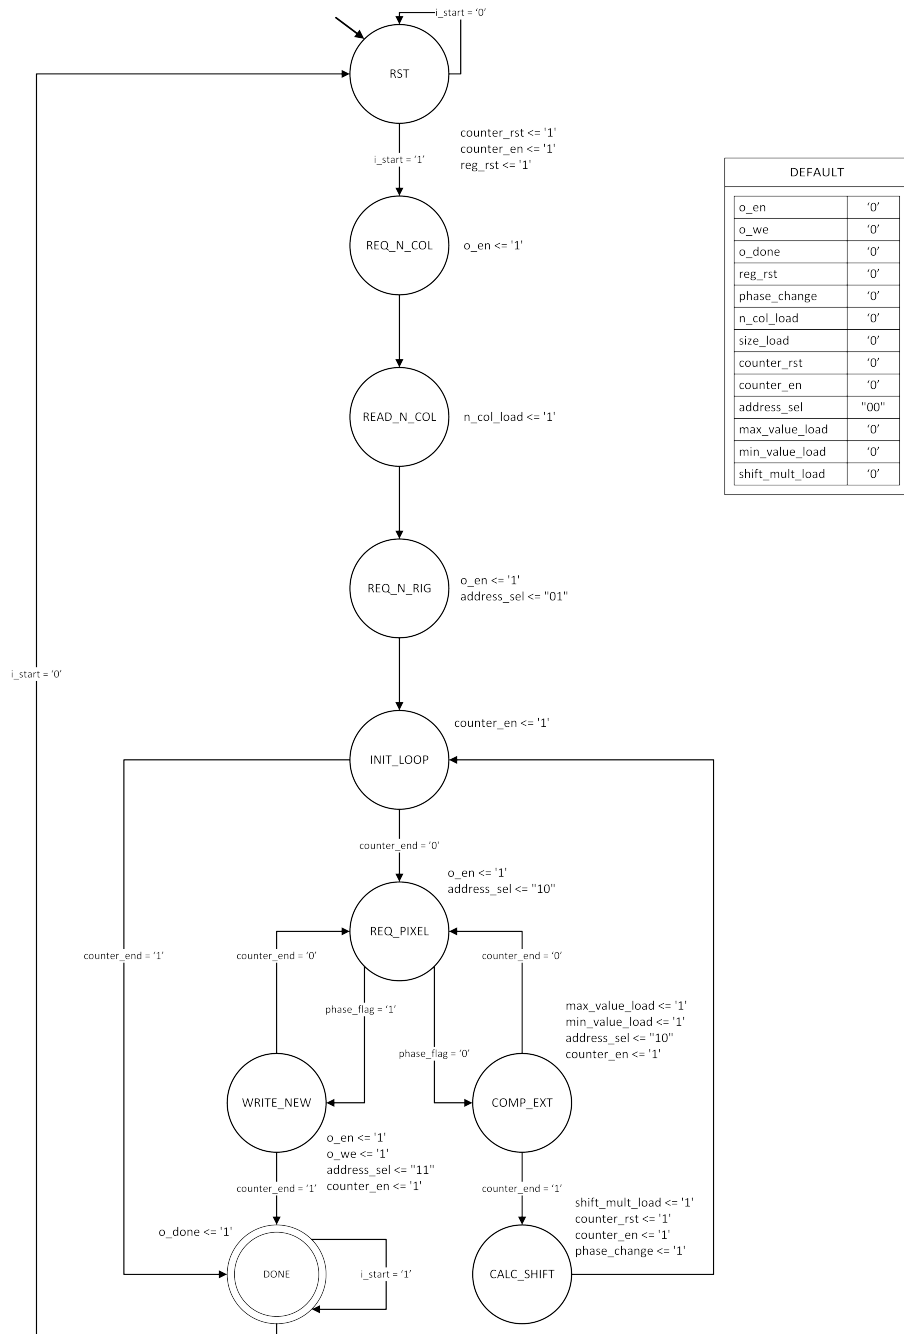 i_start = ‘0’
RST
counter_rst <= '1'
counter_en <= '1'
reg_rst <= '1'
i_start = ‘1’
REQ_N_COL
o_en <= '1'
READ_N_COL
n_col_load <= '1'
REQ_N_RIG
o_en <= '1'
address_sel <= "01"
i_start = ‘0’
counter_en <= '1'
INIT_LOOP
counter_end = ‘0’
o_en <= '1'
address_sel <= "10"
REQ_PIXEL
counter_end = ‘1’
counter_end = ‘0’
counter_end = ‘0’
phase_flag = ‘1’
phase_flag = ‘0’
max_value_load <= '1'
min_value_load <= '1'
address_sel <= "10"
counter_en <= '1'
WRITE_NEW
COMP_EXT
o_en <= '1'
o_we <= '1'
address_sel <= "11"
counter_en <= '1'
counter_end = ‘1’
counter_end = ‘1’
shift_mult_load <= '1'
counter_rst <= '1'
counter_en <= '1'
phase_change <= '1'
o_done <= '1'
DONE
i_start = ‘1’
CALC_SHIFT
DEFAULT
o_en ‘0’
o_we ‘0’
o_done ‘0’
reg_rst ‘0’
phase_change ‘0’
n_col_load ‘0’
size_load ‘0’
counter_rst ‘0’
counter_en ‘0’
address_sel "00"
max_value_load ‘0’
min_value_load ‘0’
shift_mult_load ‘0’